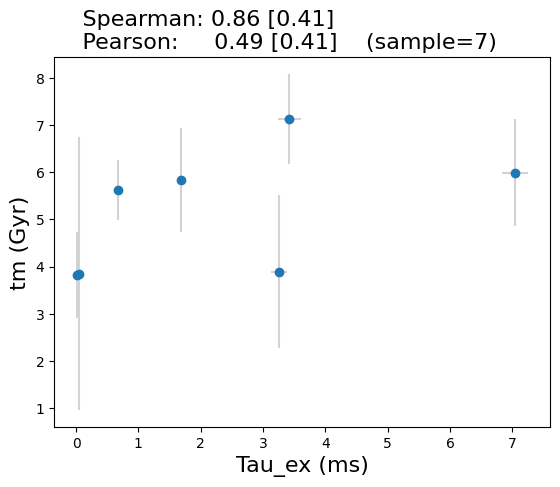 Spearman: 0.86 [0.41]
Pearson: 0.49 [0.41] (sample=7)
8
7
6
5
4
3
2
1
tm (Gyr)
0 1 2 3 4 5 6 7
Tau_ex (ms)